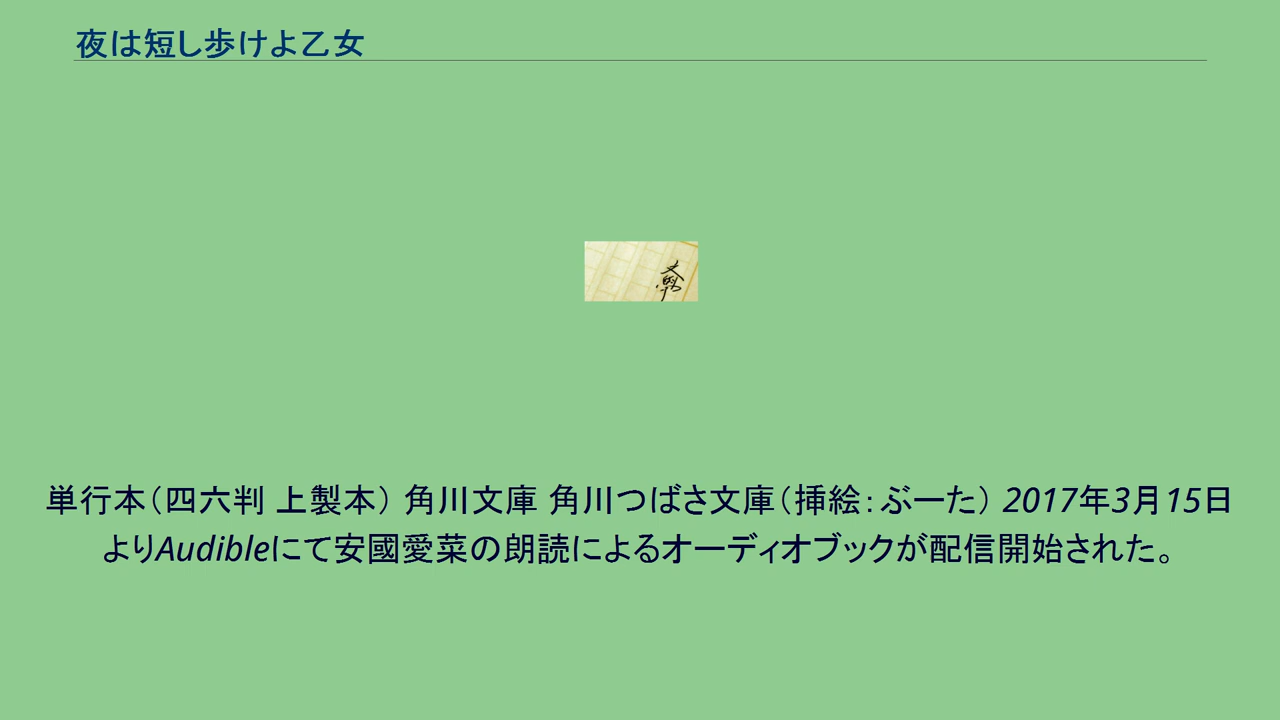 夜は短し歩けよ乙女
単行本（四六判 上製本） 角川文庫 角川つばさ文庫（挿絵：ぶーた） 2017年3月15日
よりAudibleにて安國愛菜の朗読によるオーディオブックが配信開始された。